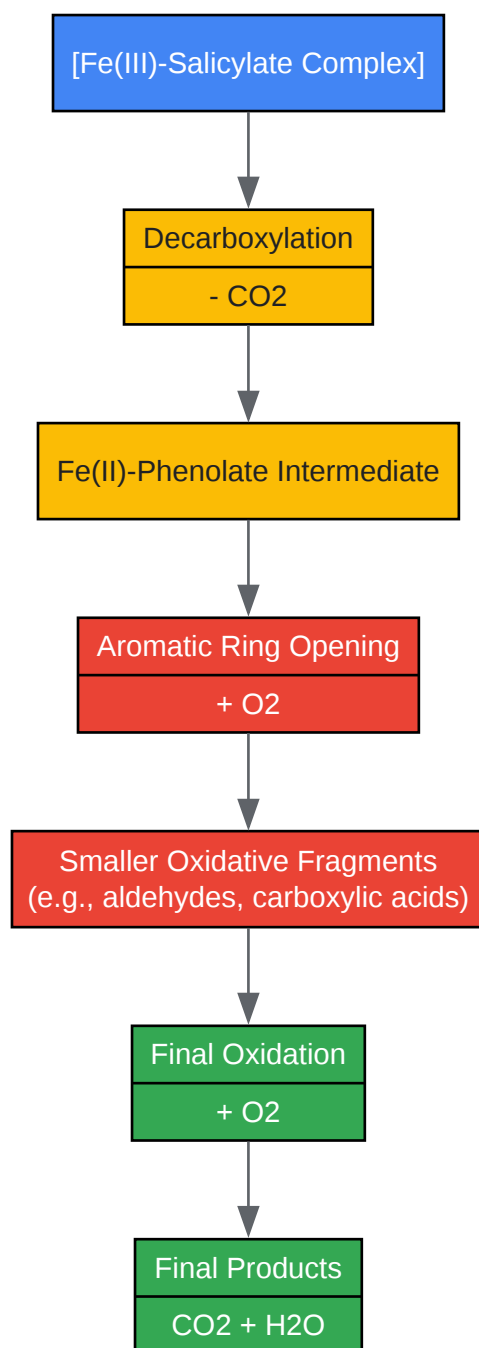 [Fe(III)-Salicylate Complex]
Decarboxylation
- CO2
Fe(II)-Phenolate Intermediate
Aromatic Ring Opening
+ O2
Smaller Oxidative Fragments
(e.g., aldehydes, carboxylic acids)
Final Oxidation
+ O2
Final Products
CO2 + H2O